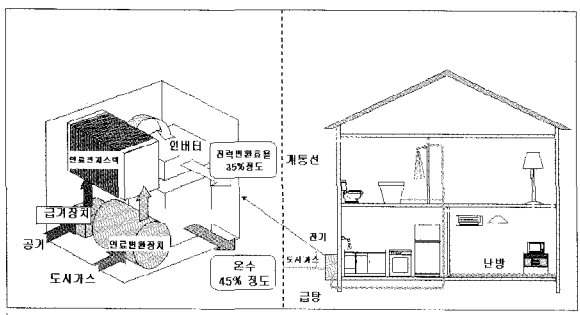 연료전지스택
인버터
전력변환효율
35%정도
급기장치
공기
연료변환장치
도시가스
온수
45% 정도
개통선
전기
도시가스
급탕
난방